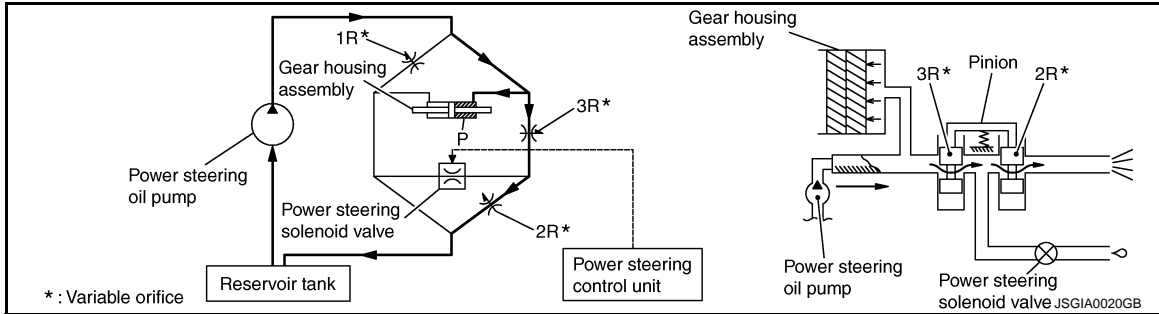 1R*
Gear housing
assembly
3R*
P
Power steering
oil pump
Power steering
solenoid valve
2R*
Reservoir tank
Power steering
control unit
* : Variable orifice
Gear housing
assembly
3R*
Pinion
2R*
Power steering
oil pump
Power steering
solenoid valve
JSGIA0020GB